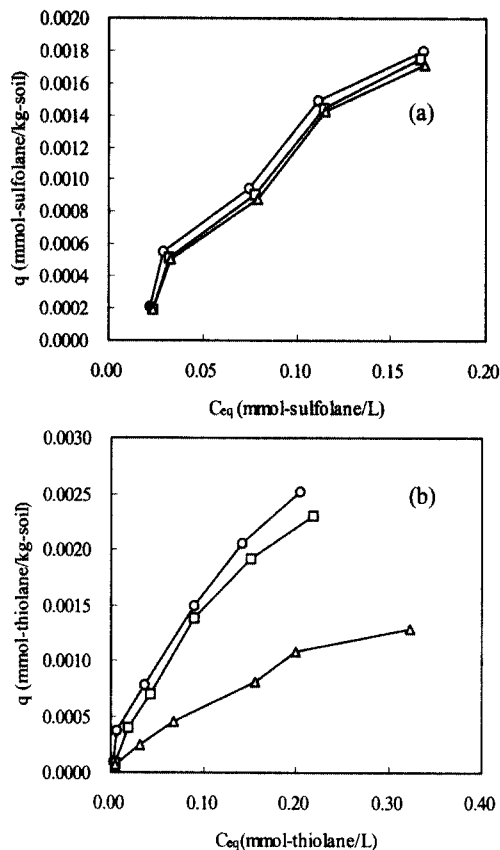 0.0020
0.0018
0.0016
0.0014
0.0012
0.0010
0.0008
0.0006
0.0004
0.0002
0.0000
q (mmol-sulfolane/kg-soil)
(a)
0.00 0.05 0.10 0.15 0.20
Ceq (mmol-sulfolane/L)
0.0030
0.0025
0.0020
0.0015
0.0010
0.0005
0.0000
q (mmol-thiolane/kg-soil)
(b)
0.00 0.10 0.20 0.30 0.40
Ceq(mmol-thiolane/L)